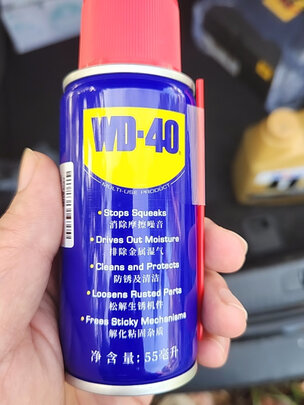 WD-40
MULTI-USE PRODUCT
• Stops Squeaks
消除摩擦噪音
• Drives Out Moisture
排除金属湿气
• Cleans and Protects
防锈及清洁
• Loosens Rusted Parts
松解生锈机件
• Frees Sticky Mechanisms
解化粘固杂质
净含量:55毫升